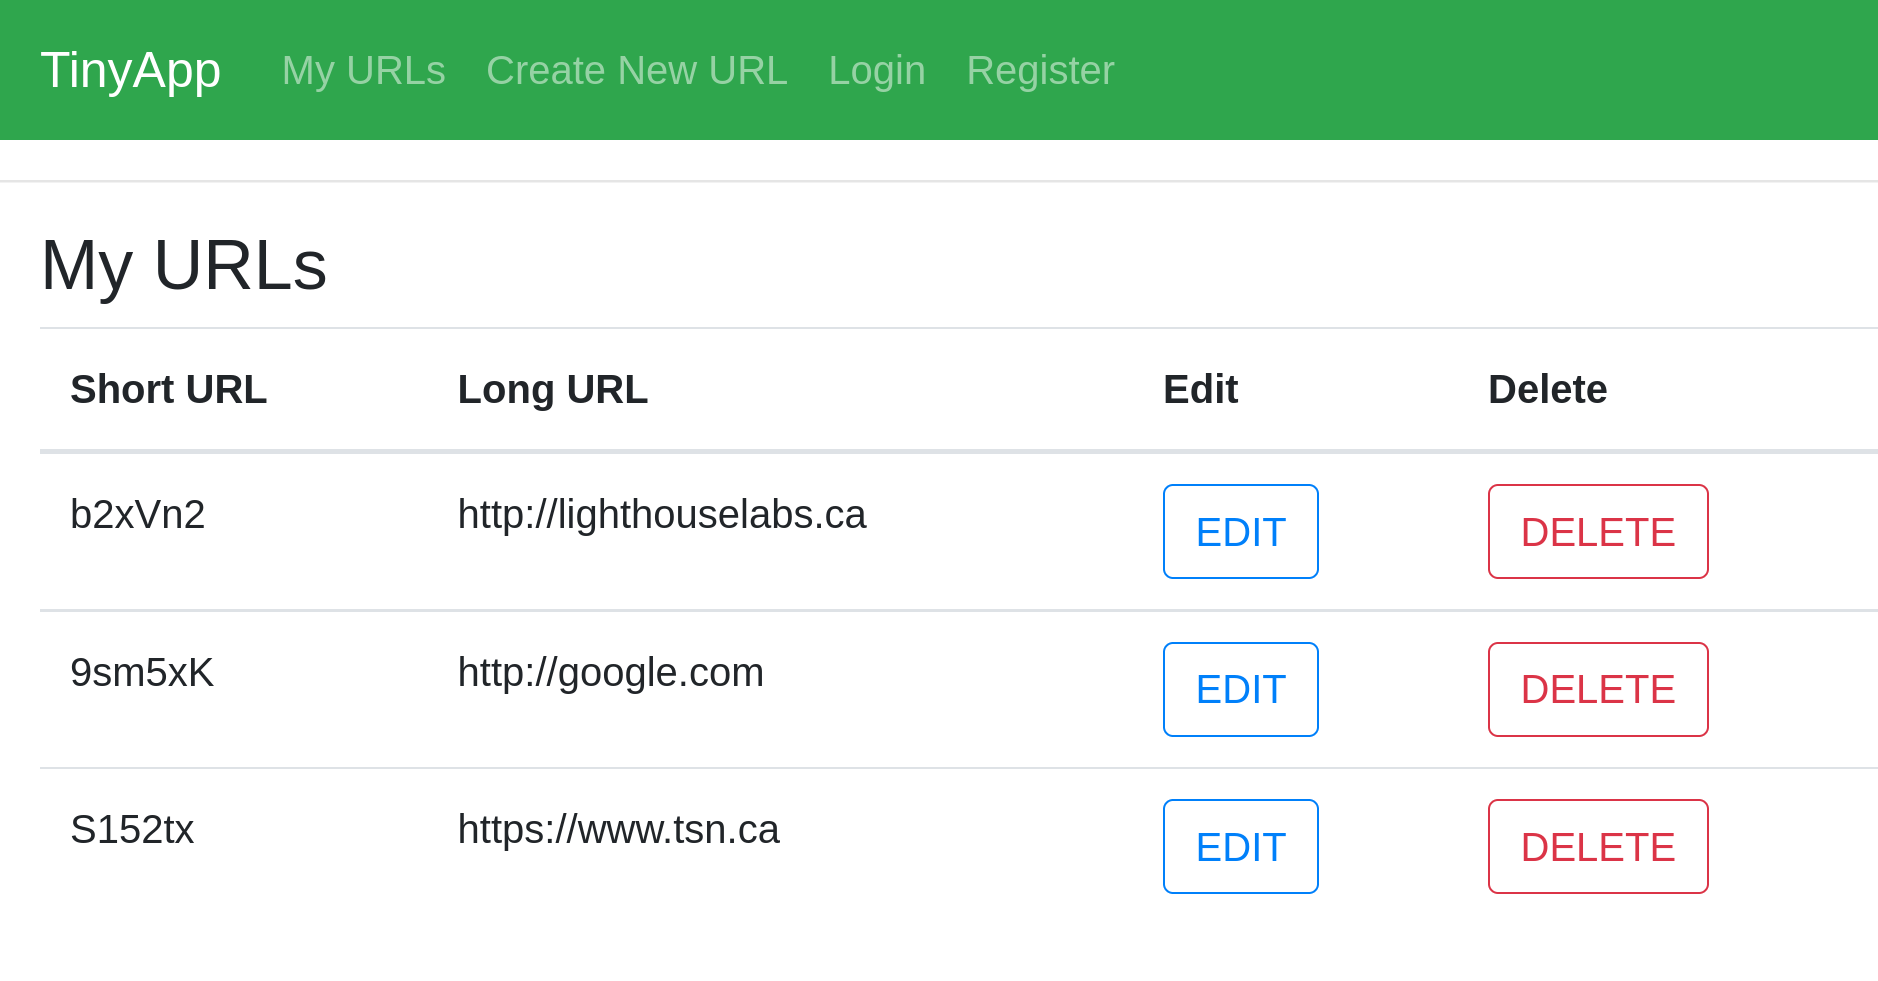 TinyApp My URLs Create New URL Login Register
My URLs
Short URL Long URL Edit Delete
b2xVn2 http://lighthouselabs.ca EDIT DELETE
9sm5xK http://google.com EDIT DELETE
S152tx https://www.tsn.ca EDIT DELETE